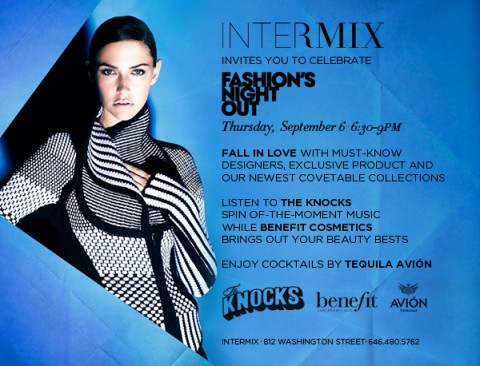 INTERMIX
INVITES YOU TO CELEBRATE
FASHION'S
NIGHT
OUT
Thursday, September 6 · 6:30-9PM
FALL IN LOVE WITH MUST-KNOW
DESIGNERS, EXCLUSIVE PRODUCT AND
OUR NEWEST COVETABLE COLLECTIONS
LISTEN TO THE KNOCKS
SPIN OF-THE-MOMENT MUSIC
WHILE BENEFIT COSMETICS
BRINGS OUT YOUR BEAUTY BESTS
ENJOY COCKTAILS BY TEQUILA AVIÓN
The KNOCKS
benefit
SAN FRANCISCO
AVIÓN
TEQUILA
INTERMIX · 812 WASHINGTON STREET · 646.480.5762